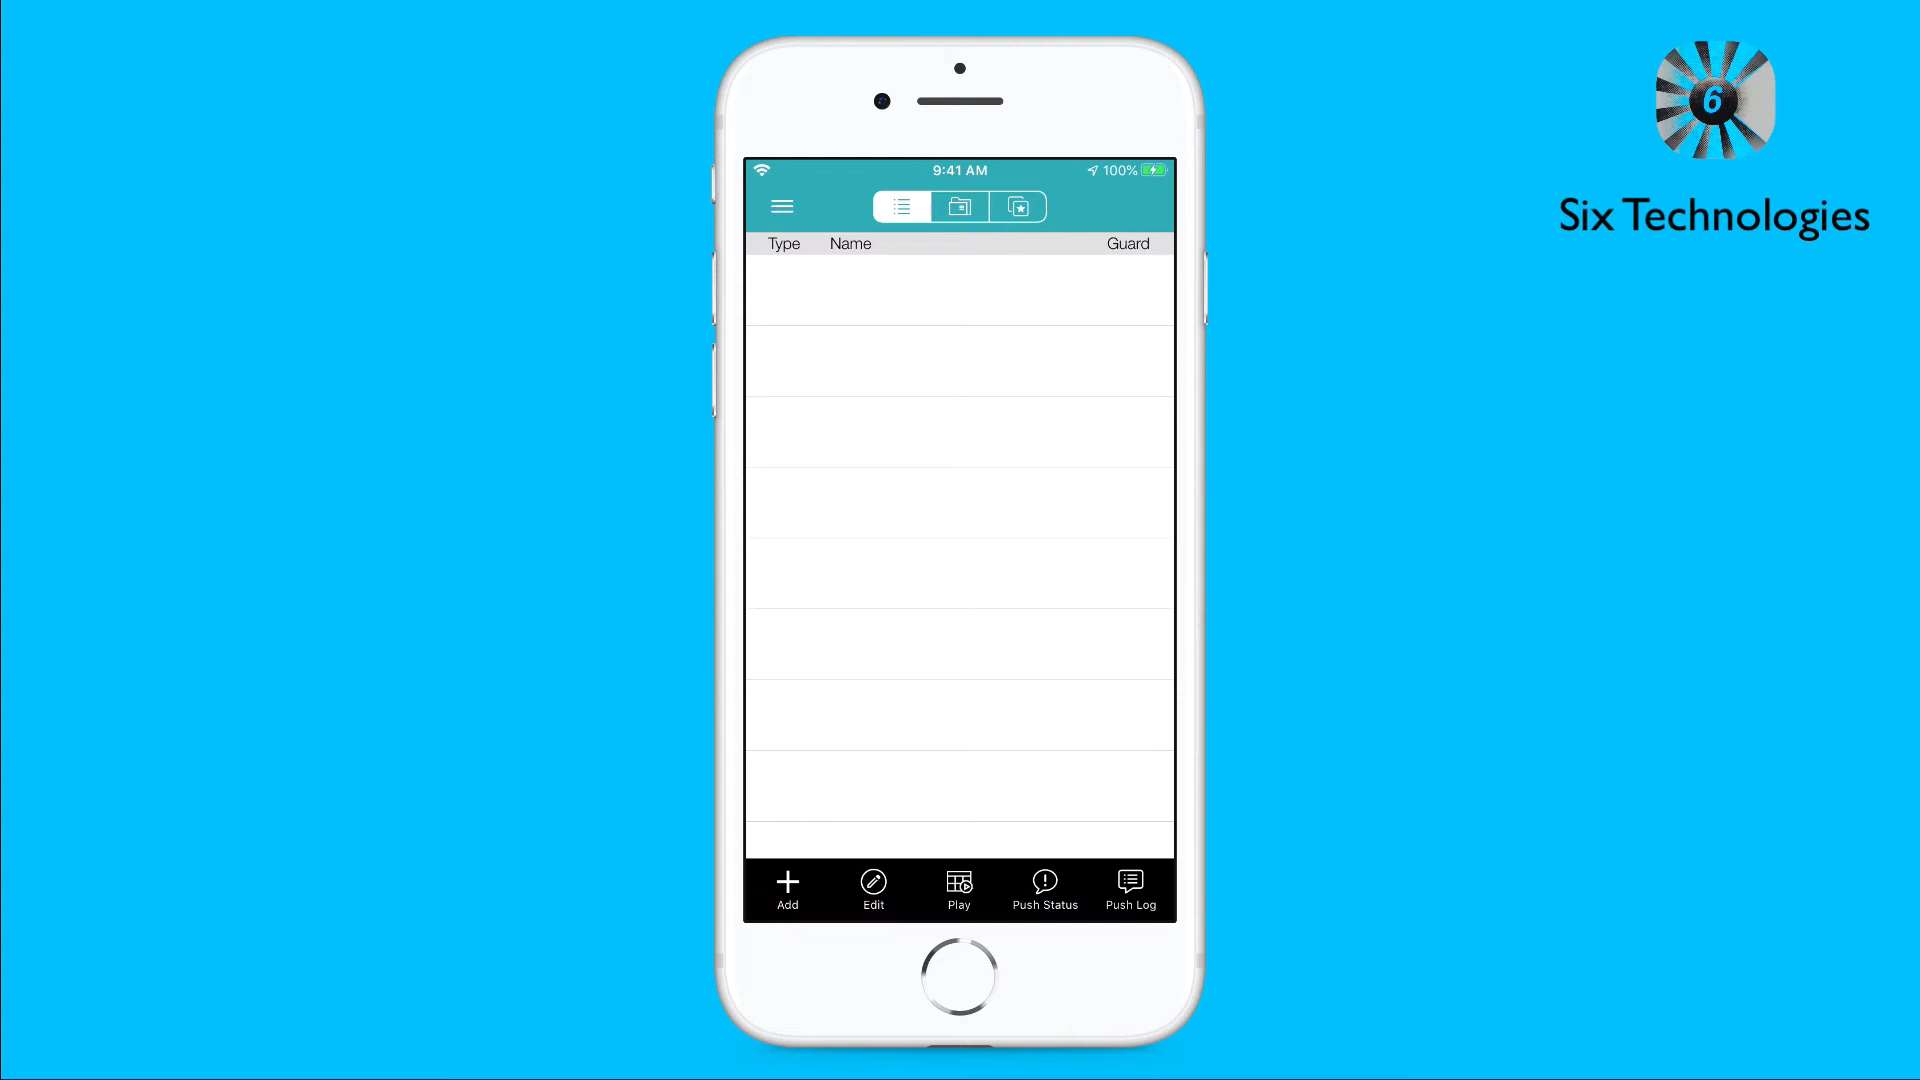 6
Six Technologies
9:41 AM
100%
Type Name Guard
Add Edit Play Push Status Push Log